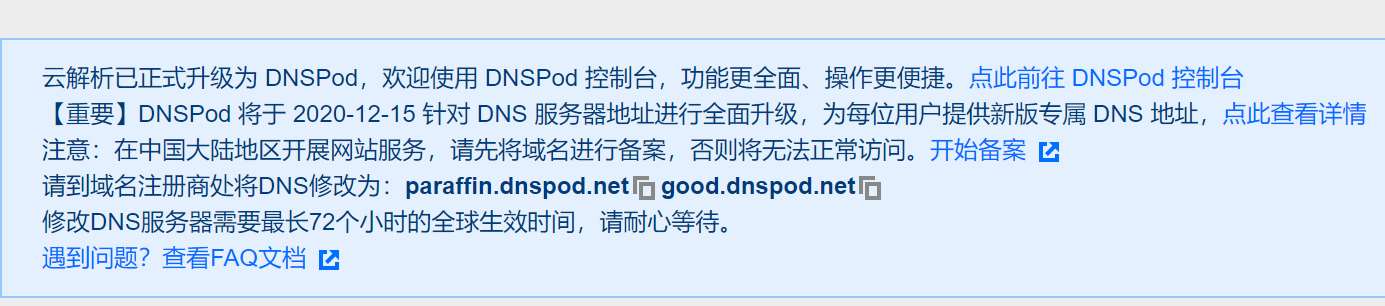 云解析已正式升级为 DNSPod，欢迎使用 DNSPod 控制台，功能更全面、操作更便捷。点此前往 DNSPod 控制台
【重要】DNSPod 将于 2020-12-15 针对 DNS 服务器地址进行全面升级，为每位用户提供新版专属 DNS 地址，点此查看详情
注意：在中国大陆地区开展网站服务，请先将域名进行备案，否则将无法正常访问。开始备案
请到域名注册商处将DNS修改为：paraffin.dnspod.net good.dnspod.net
修改DNS服务器需要最长72个小时的全球生效时间，请耐心等待。
遇到问题？查看FAQ文档